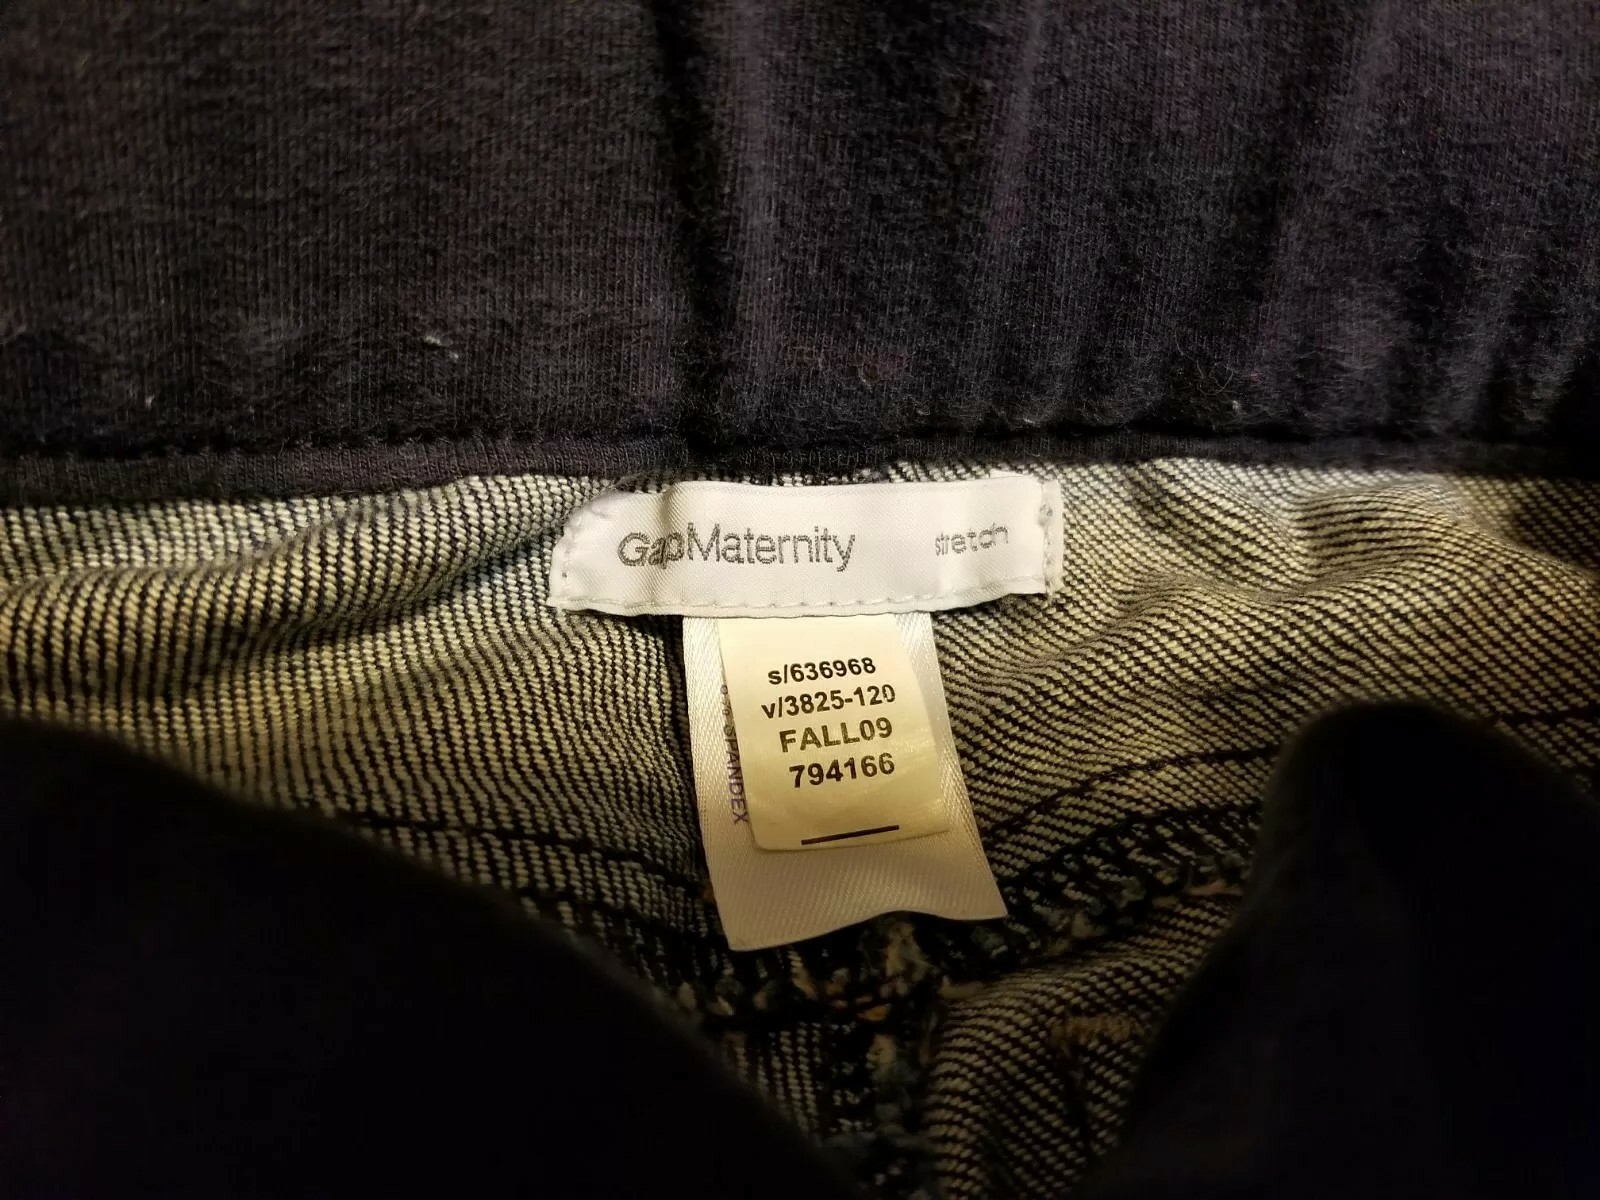 GapMaternity stretch
s/636968
v/3825-120
FALL09
794166
SPANDEX